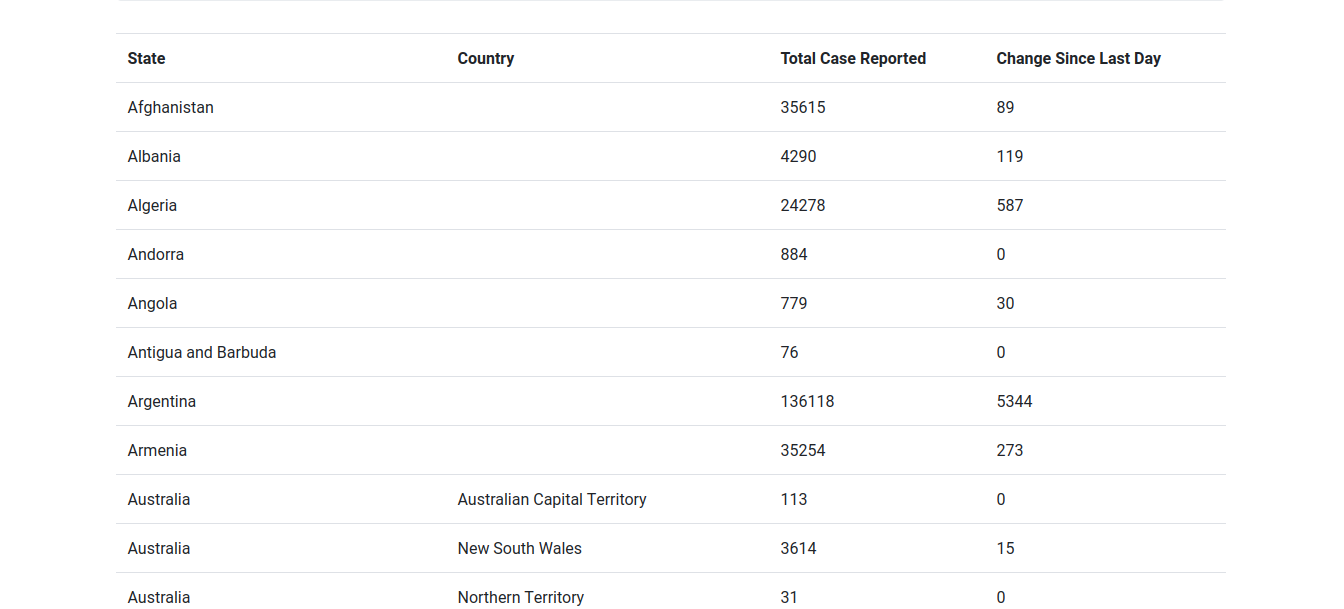 State Country Total Case Reported Change Since Last Day
Afghanistan 35615 89
Albania 4290 119
Algeria 24278 587
Andorra 884 0
Angola 779 30
Antigua and Barbuda 76 0
Argentina 136118 5344
Armenia 35254 273
Australia Australian Capital Territory 113 0
Australia New South Wales 3614 15
Australia Northern Territory 31 0